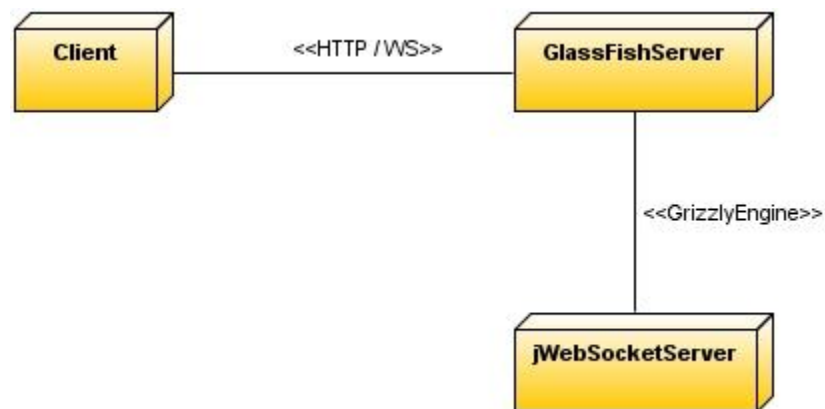 Client
<<HTTP / WS>>
GlassFishServer
<<GrizzlyEngine>>
jWebSocketServer